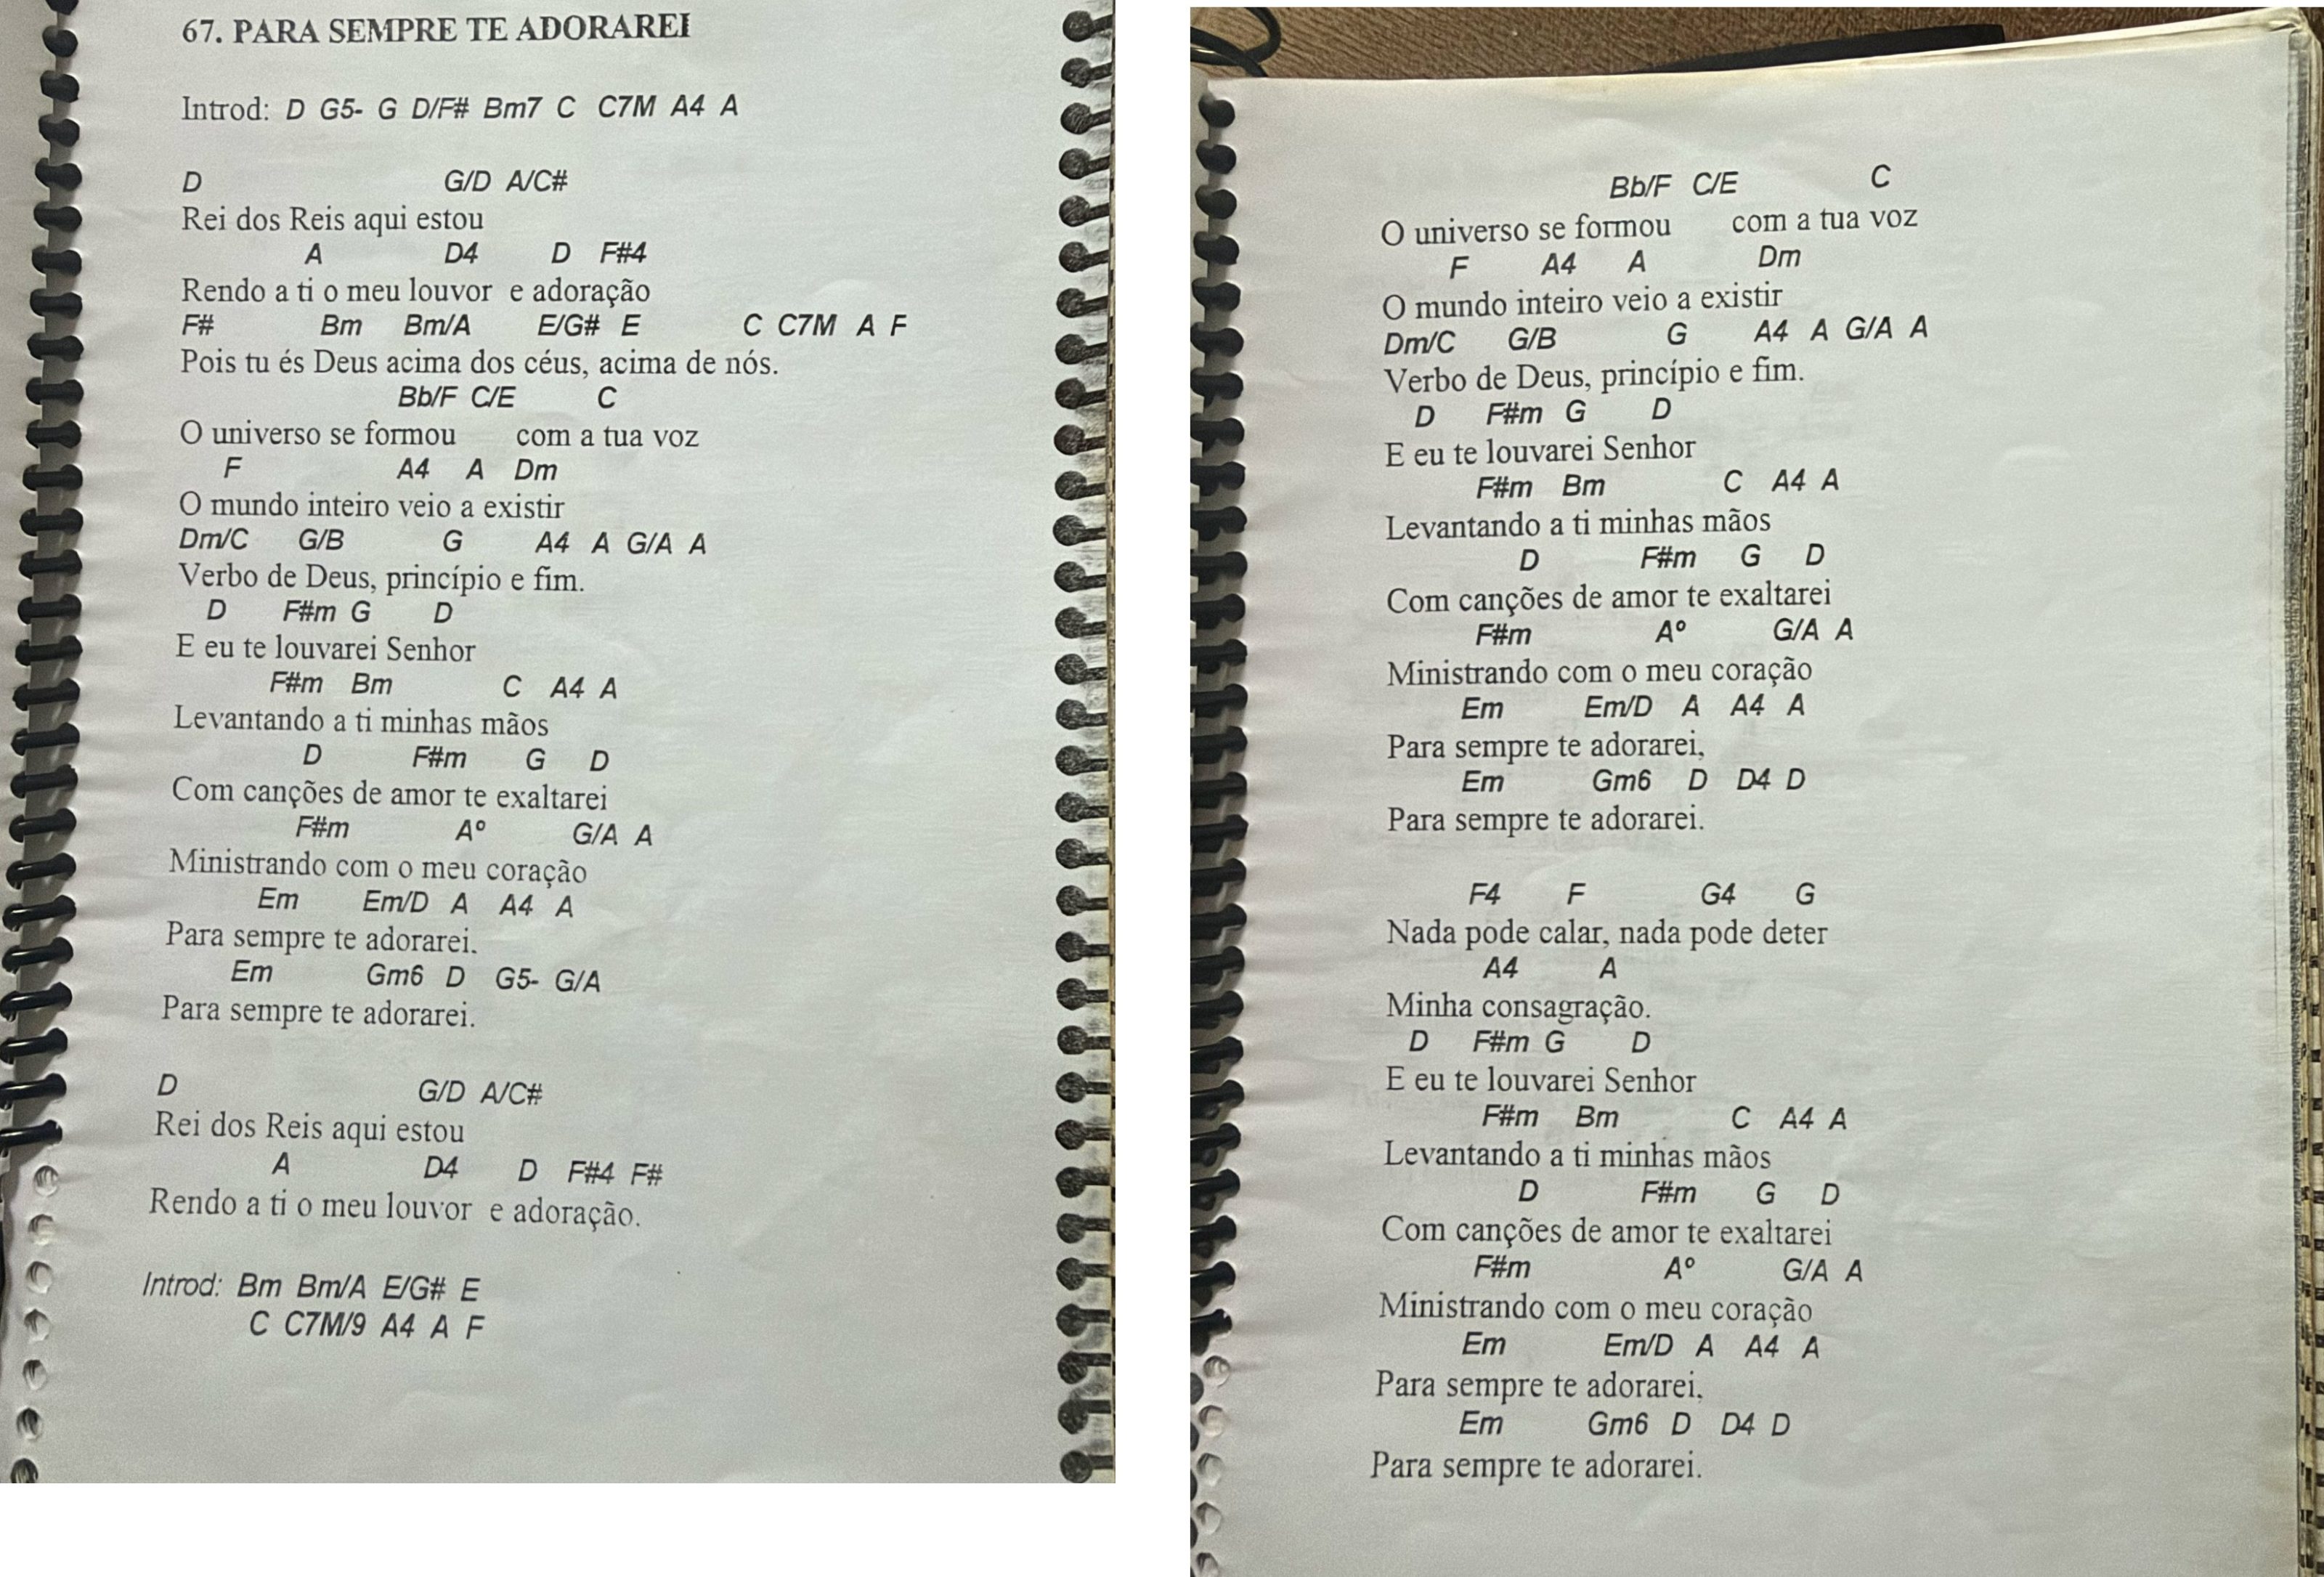 67. PARA SEMPRE TE ADORAREI
Introd: D G5- G D/F# Bm7 C C7M A4 A
D G/D A/C#
Rei dos Reis aqui estou
A D4 D F#4
Rendo a ti o meu louvor e adoração
F# Bm Bm/A E/G# E C C7M A F
Pois tu és Deus acima dos céus, acima de nós.
Bb/F C/E C
O universo se formou com a tua voz
F A4 A Dm
O mundo inteiro veio a existir
Dm/C G/B G A4 A G/A A
Verbo de Deus, princípio e fim.
D F#m G D
E eu te louvarei Senhor
F#m Bm C A4 A
Levantando a ti minhas mãos
D F#m G D
Com canções de amor te exaltarei
F#m Aº G/A A
Ministrando com o meu coração
Em Em/D A A4 A
Para sempre te adorarei.
Em Gm6 D G5- G/A
Para sempre te adorarei.
D G/D A/C#
Rei dos Reis aqui estou
A D4 D F#4 F#
Rendo a ti o meu louvor e adoração.
Introd: Bm Bm/A E/G# E
C C7M/9 A4 A F
Bb/F C/E C
O universo se formou com a tua voz
F A4 A Dm
O mundo inteiro veio a existir
Dm/C G/B G A4 A G/A A
Verbo de Deus, princípio e fim.
D F#m G D
E eu te louvarei Senhor
F#m Bm C A4 A
Levantando a ti minhas mãos
D F#m G D
Com canções de amor te exaltarei
F#m Aº G/A A
Ministrando com o meu coração
Em Em/D A A4 A
Para sempre te adorarei,
Em Gm6 D D4 D
Para sempre te adorarei.
F4 F G4 G
Nada pode calar, nada pode deter
A4 A
Minha consagração.
D F#m G D
E eu te louvarei Senhor
F#m Bm C A4 A
Levantando a ti minhas mãos
D F#m G D
Com canções de amor te exaltarei
F#m Aº G/A A
Ministrando com o meu coração
Em Em/D A A4 A
Para sempre te adorarei,
Em Gm6 D D4 D
Para sempre te adorarei.